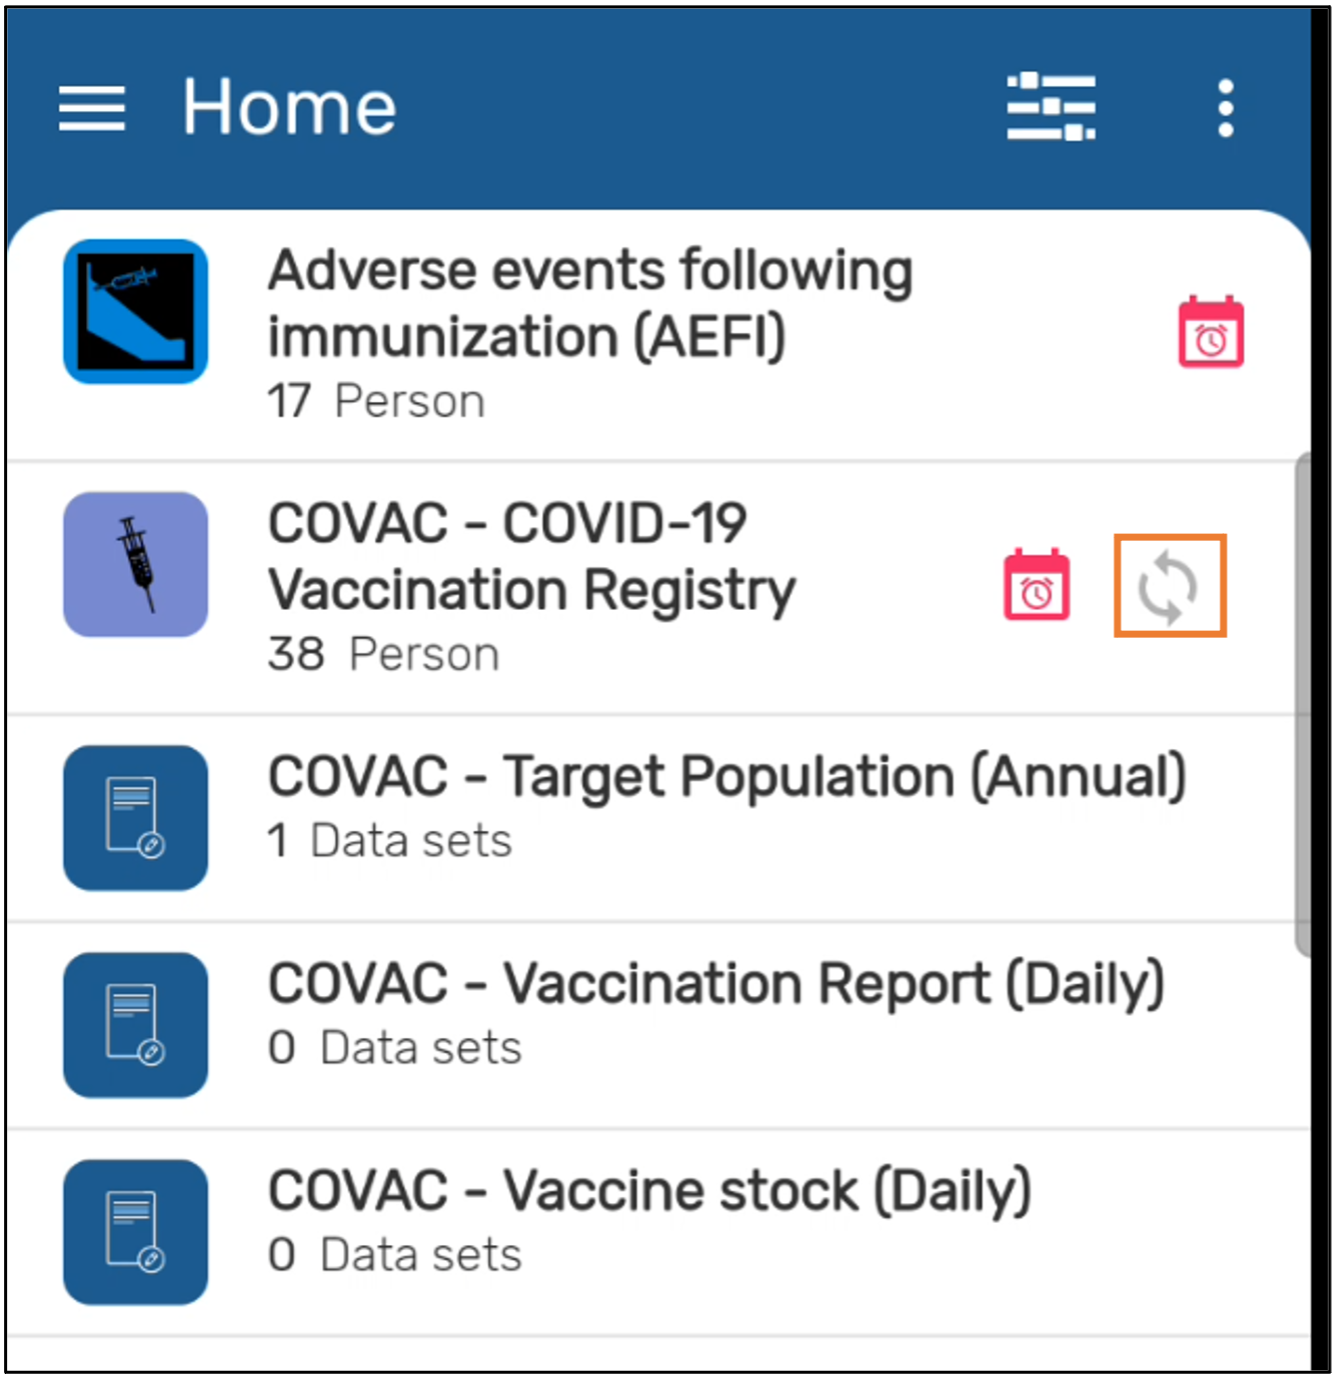 Home
Adverse events following
immunization (AEFI)
17 Person
COVAC - COVID-19
Vaccination Registry
38 Person
COVAC - Target Population (Annual)
1 Data sets
COVAC - Vaccination Report (Daily)
0 Data sets
COVAC - Vaccine stock (Daily)
0 Data sets